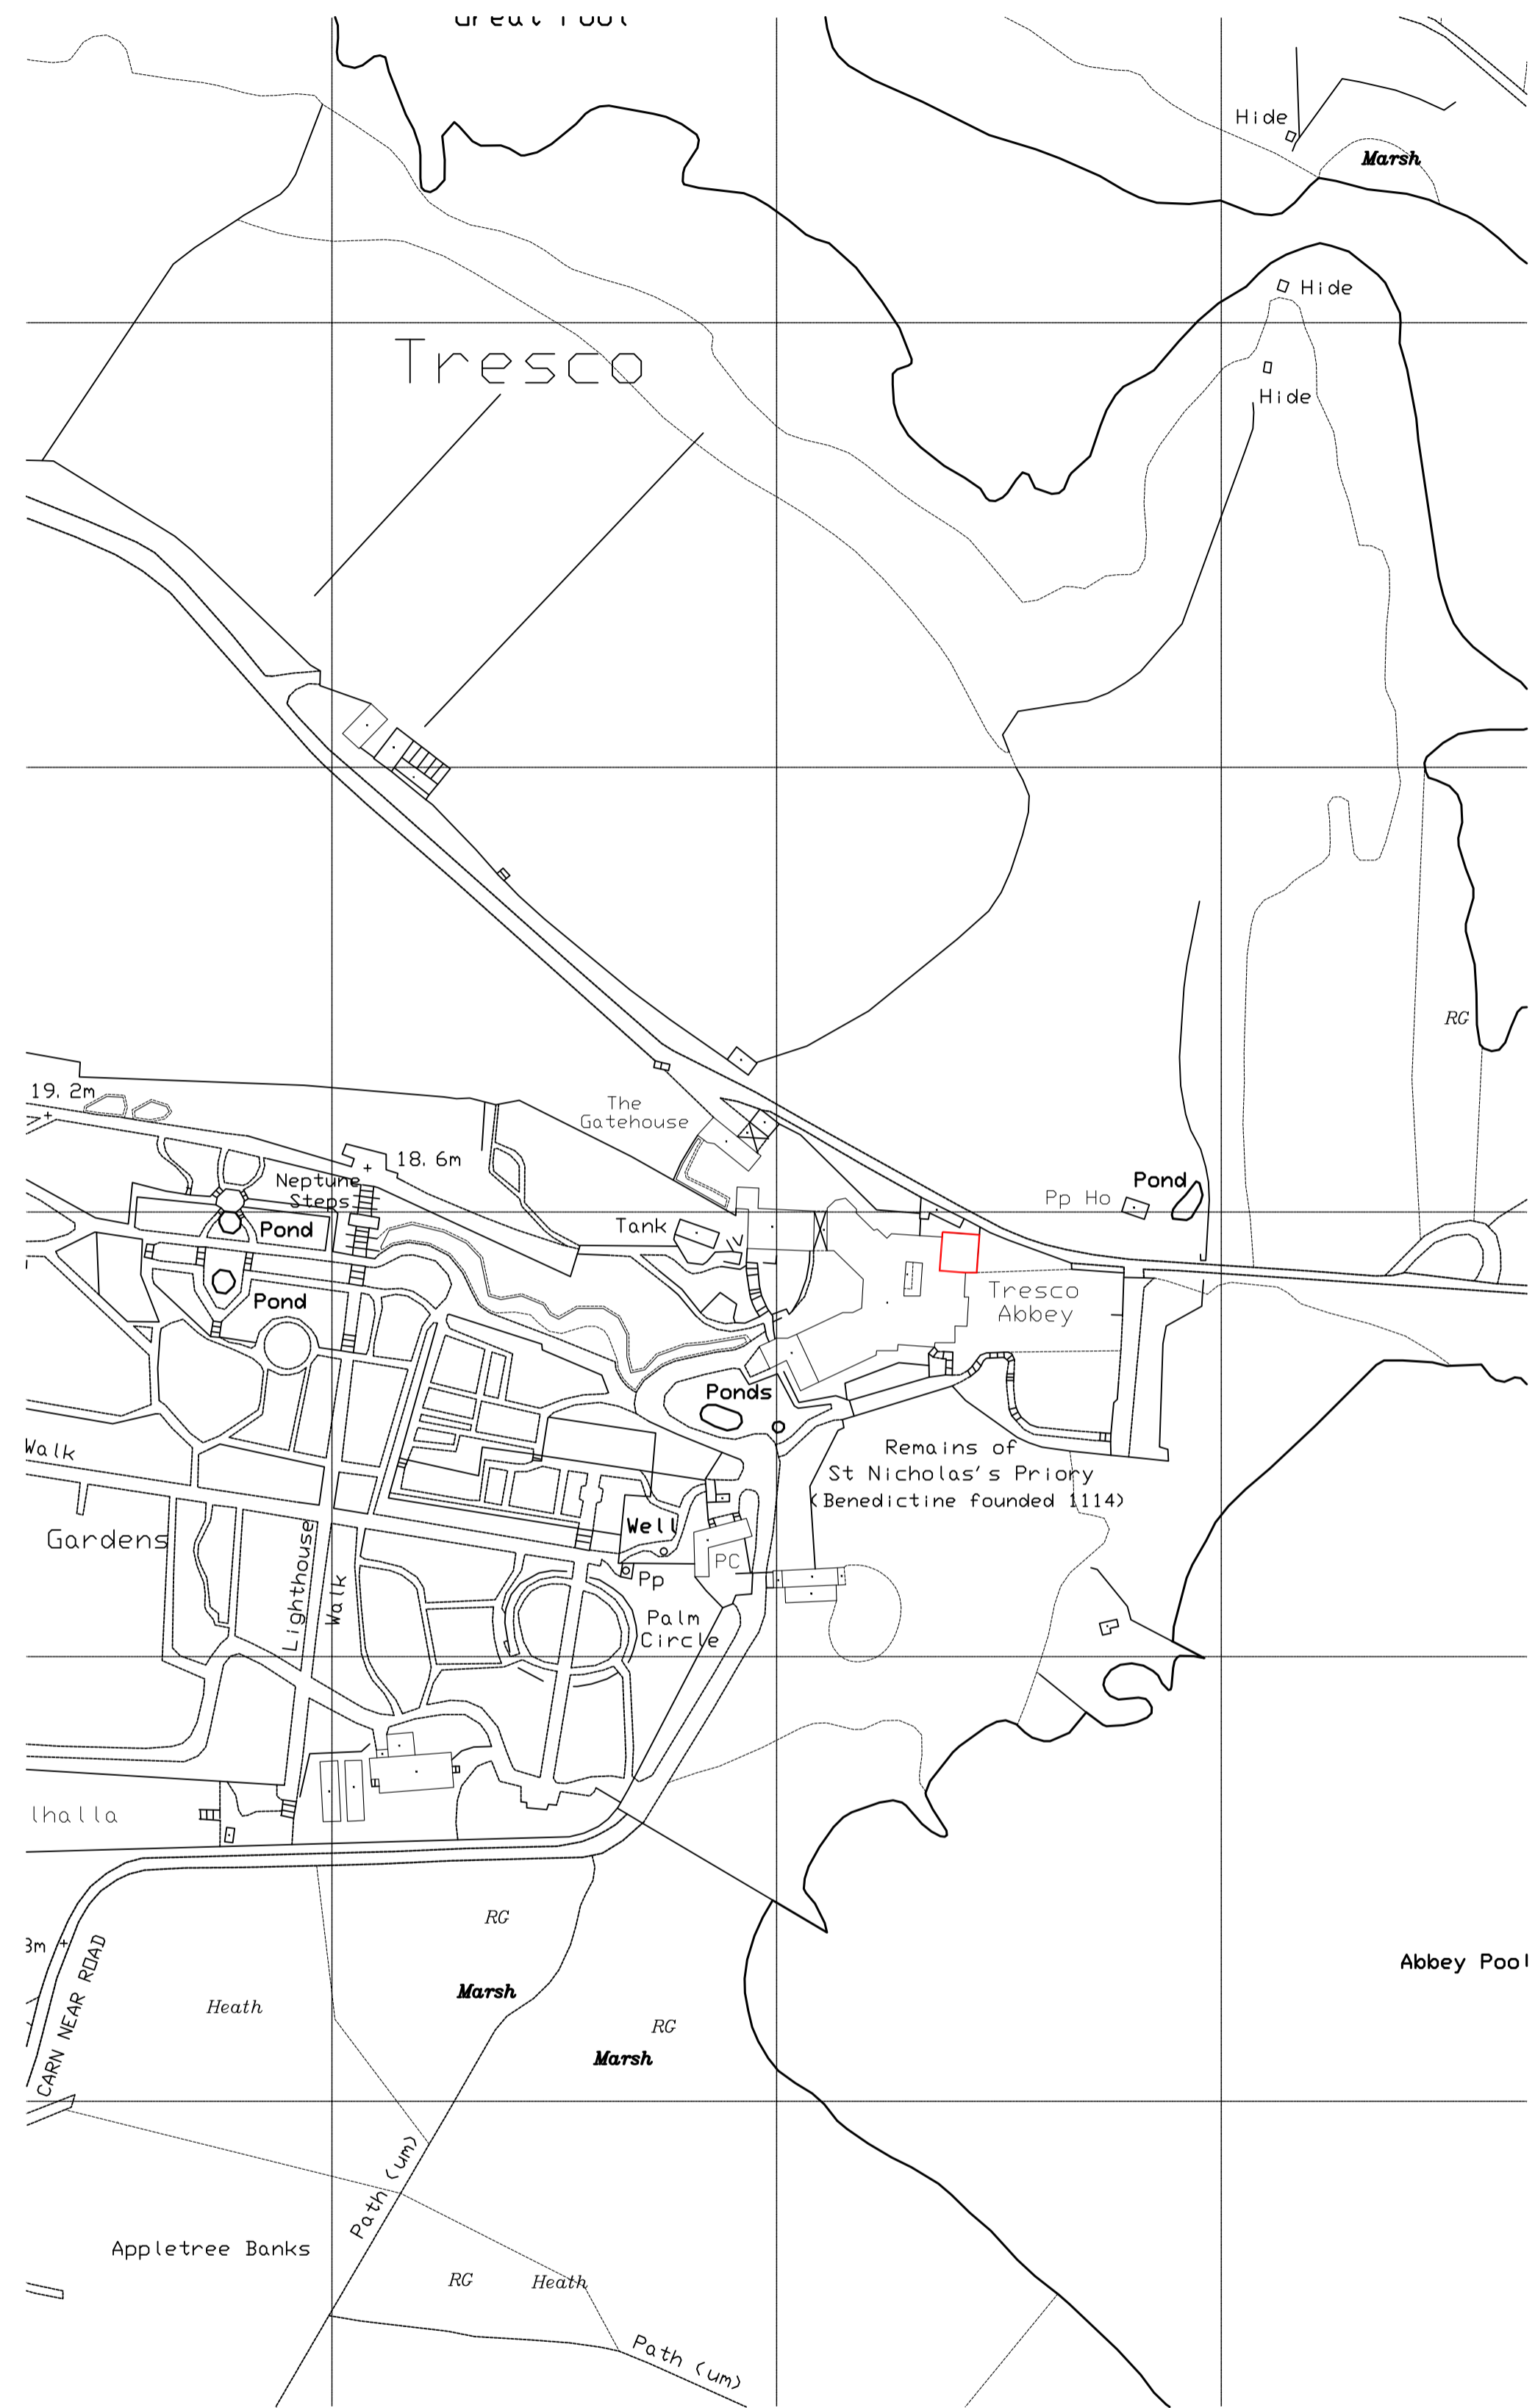 Great Pool
Hide
Marsh
Hide
Tresco
Hide
RG
19.2m
The
Gatehouse
18.6m
Neptune
Steps
Pond
Pp Ho
Pond
Tank
Pond
Tresco
Abbey
Ponds
Walk
Remains of
St Nicholas's Priory
(Benedictine founded 1114)
Gardens
Well
PC
Lighthouse
Walk
Pp
Palm
Circle
lhalla
RG
3m
CARN NEAR ROAD
Abbey Pool
Marsh
Heath
RG
Marsh
Path (um)
Appletree Banks
RG
Heath
Path (um)